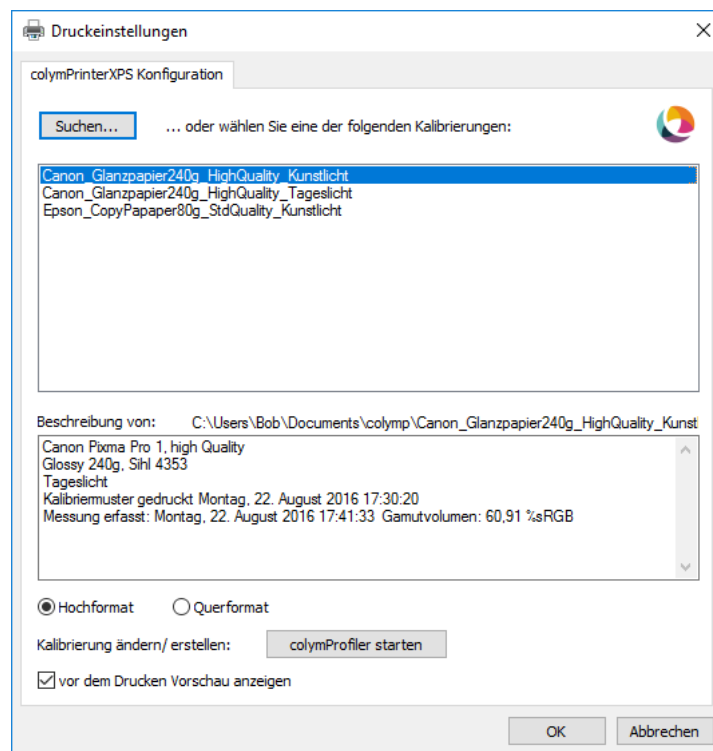 Druckeinstellungen
colymPrinterXPS Konfiguration
Suchen... ... oder wählen Sie eine der folgenden Kalibrierungen:
Canon_Glanzpapier240g_HighQuality_Kunstlicht
Canon_Glanzpapier240g_HighQuality_Tageslicht
Epson_CopyPapaper80g_StdQuality_Kunstlicht
Beschreibung von: C:\Users\Bob\Documents\colymp\Canon_Glanzpapier240g_HighQuality_Kunst
Canon Pixma Pro 1, high Quality
Glossy 240g, Sihl 4353
Tageslicht
Kalibriermuster gedruckt Montag, 22. August 2016 17:30:20
Messung erfasst: Montag, 22. August 2016 17:41:33 Gamutvolumen: 60,91 %sRGB
Hochformat Querformat
Kalibrierung ändern/ erstellen: colymProfiler starten
vor dem Drucken Vorschau anzeigen
OK Abbrechen